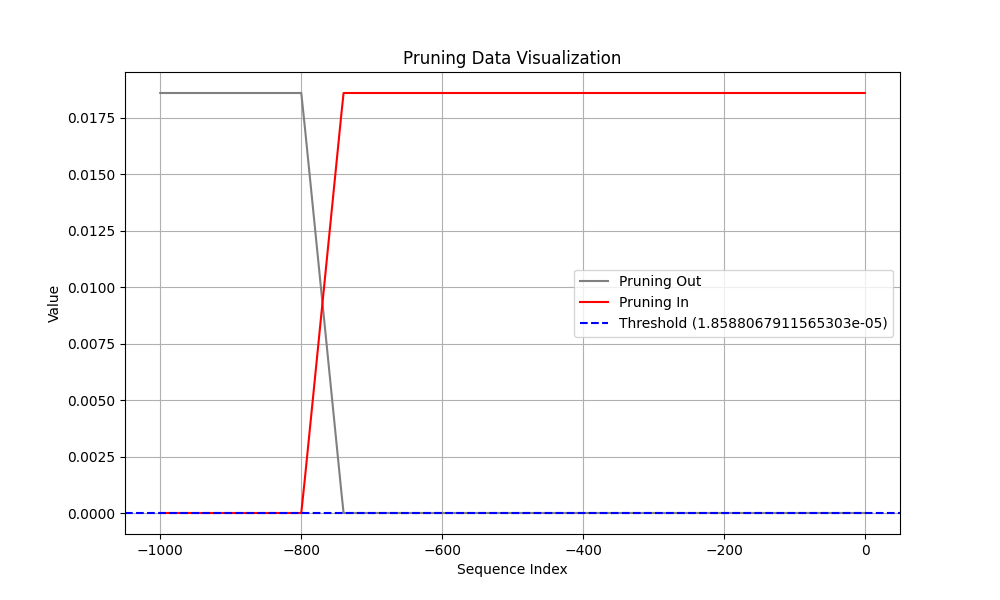 Pruning Data Visualization
0.0175
0.0150
0.0125
0.0100
0.0075
0.0050
0.0025
0.0000
Value
Pruning Out
Pruning In
Threshold (1.8588067911565303e-05)
−1000
−800
−600
−400
−200
0
Sequence Index